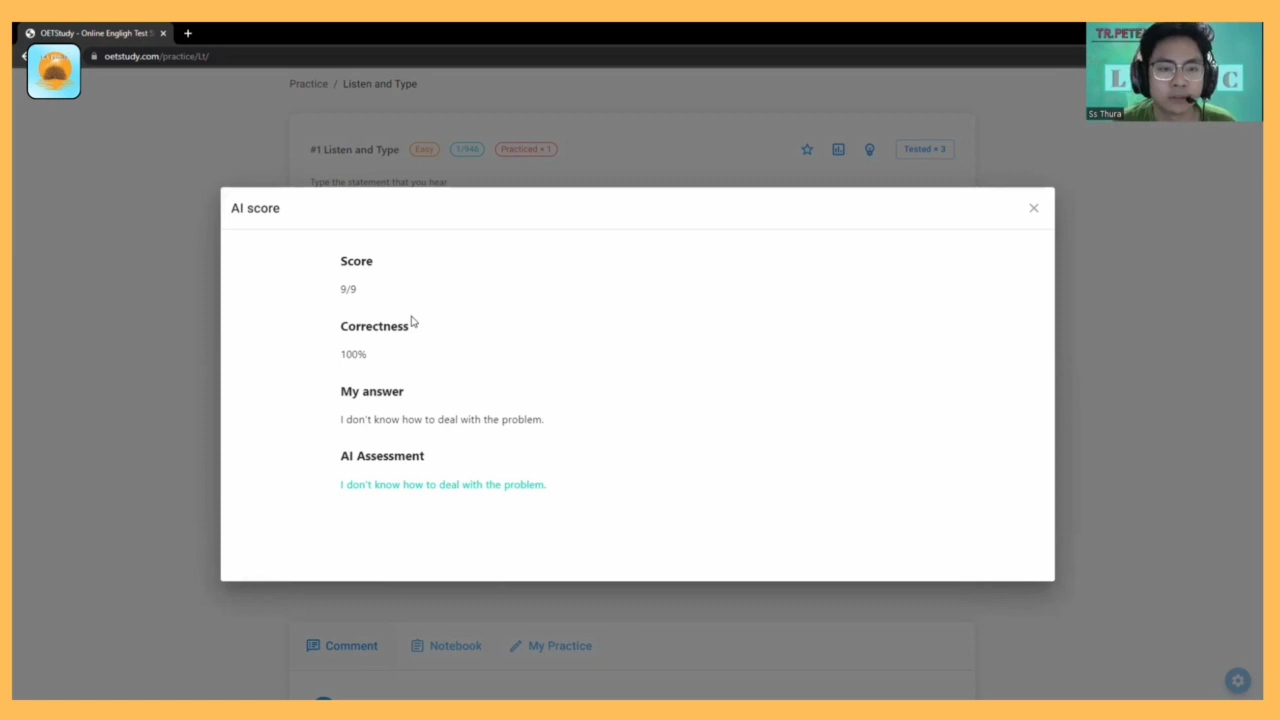 OETStudy - Online Engligh Test S
oetstudy.com/practice/Lt/
TR.PETE
L
C
Ss Thura
Practice / Listen and Type
#1 Listen and Type Easy 1/946 Practiced × 1 Tested × 3
Type the statement that you hear
AI score
Score
9/9
Correctness
100%
My answer
I don't know how to deal with the problem.
AI Assessment
I don't know how to deal with the problem.
Comment Notebook My Practice